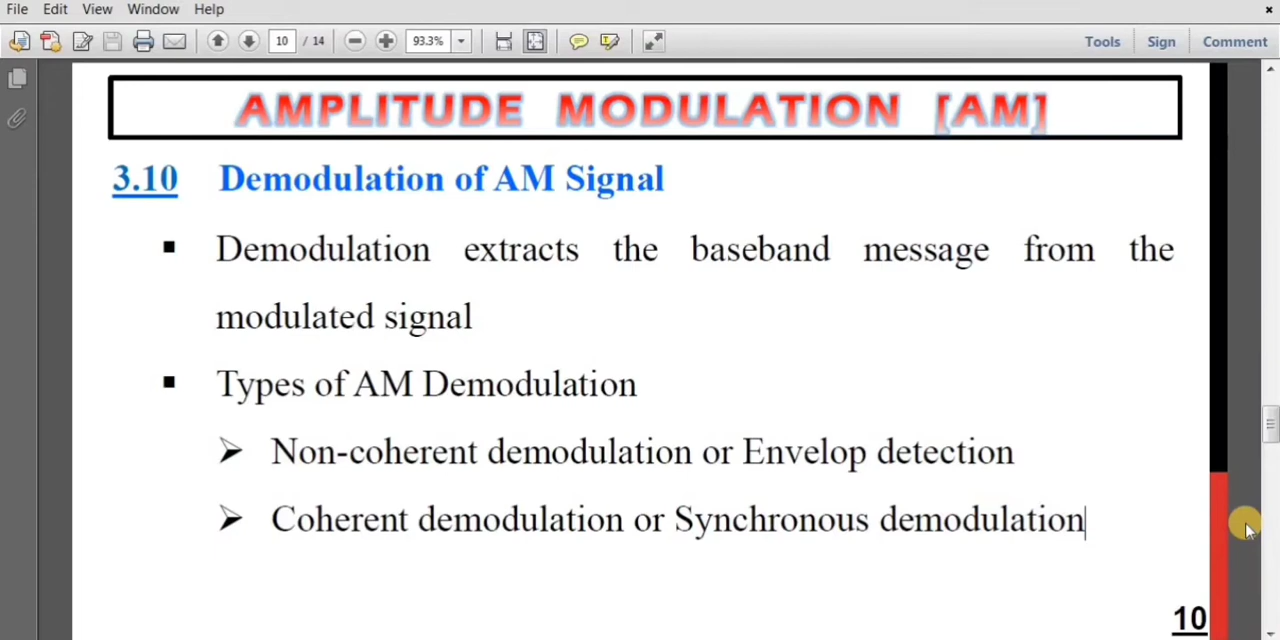 File Edit View Window Help
10 / 14 93.3% Tools Sign Comment
AMPLITUDE MODULATION [AM]
3.10 Demodulation of AM Signal
▪ Demodulation extracts the baseband message from the
modulated signal
▪ Types of AM Demodulation
➢ Non-coherent demodulation or Envelop detection
➢ Coherent demodulation or Synchronous demodulation
10